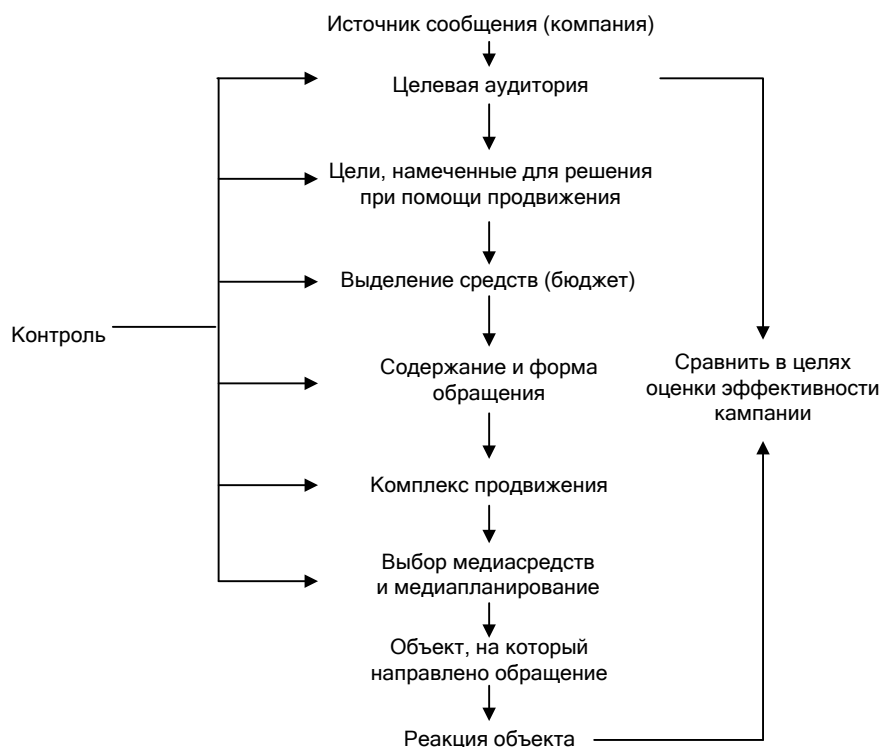 Источник сообщения (компания)
Целевая аудитория
Цели, намеченные для решения
при помощи продвижения
Выделение средств (бюджет)
Контроль
Содержание и форма
обращения
Сравнить в целях
оценки эффективности
кампании
Комплекс продвижения
Выбор медиасредств
и медиапланирование
Объект, на который
направлено обращение
Реакция объекта